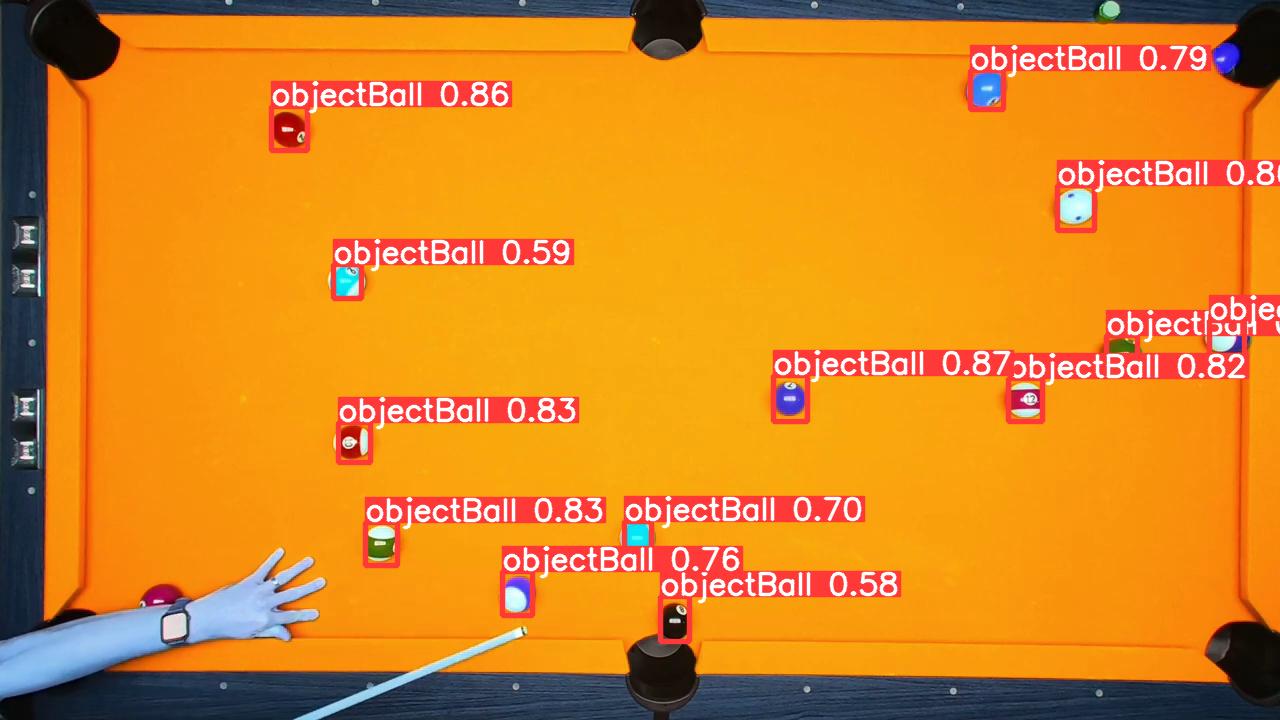 objectBall 0.79
objectBall 0.86
objectBall 0.8
objectBall 0.59
objectBall 0.87
objectBall 0.82
objectBall 0.83
objectBall 0.83
objectBall 0.70
objectBall 0.76
objectBall 0.58
12